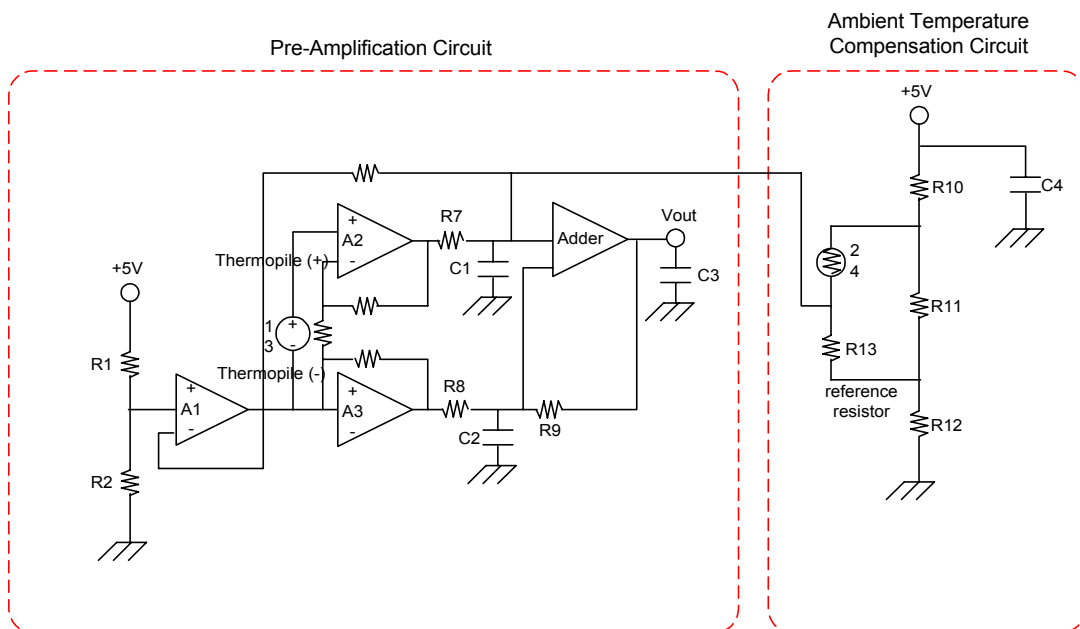 Pre-Amplification Circuit
Ambient Temperature
Compensation Circuit
+5V
R10
C4
R7
Vout
+
A2
-
Adder
Thermopile (+)
C1
C3
2
4
+5V
1
3
+
-
R11
R1
R13
Thermopile (-)
reference
resistor
R8
+
A1
-
+
A3
-
C2
R9
R12
R2